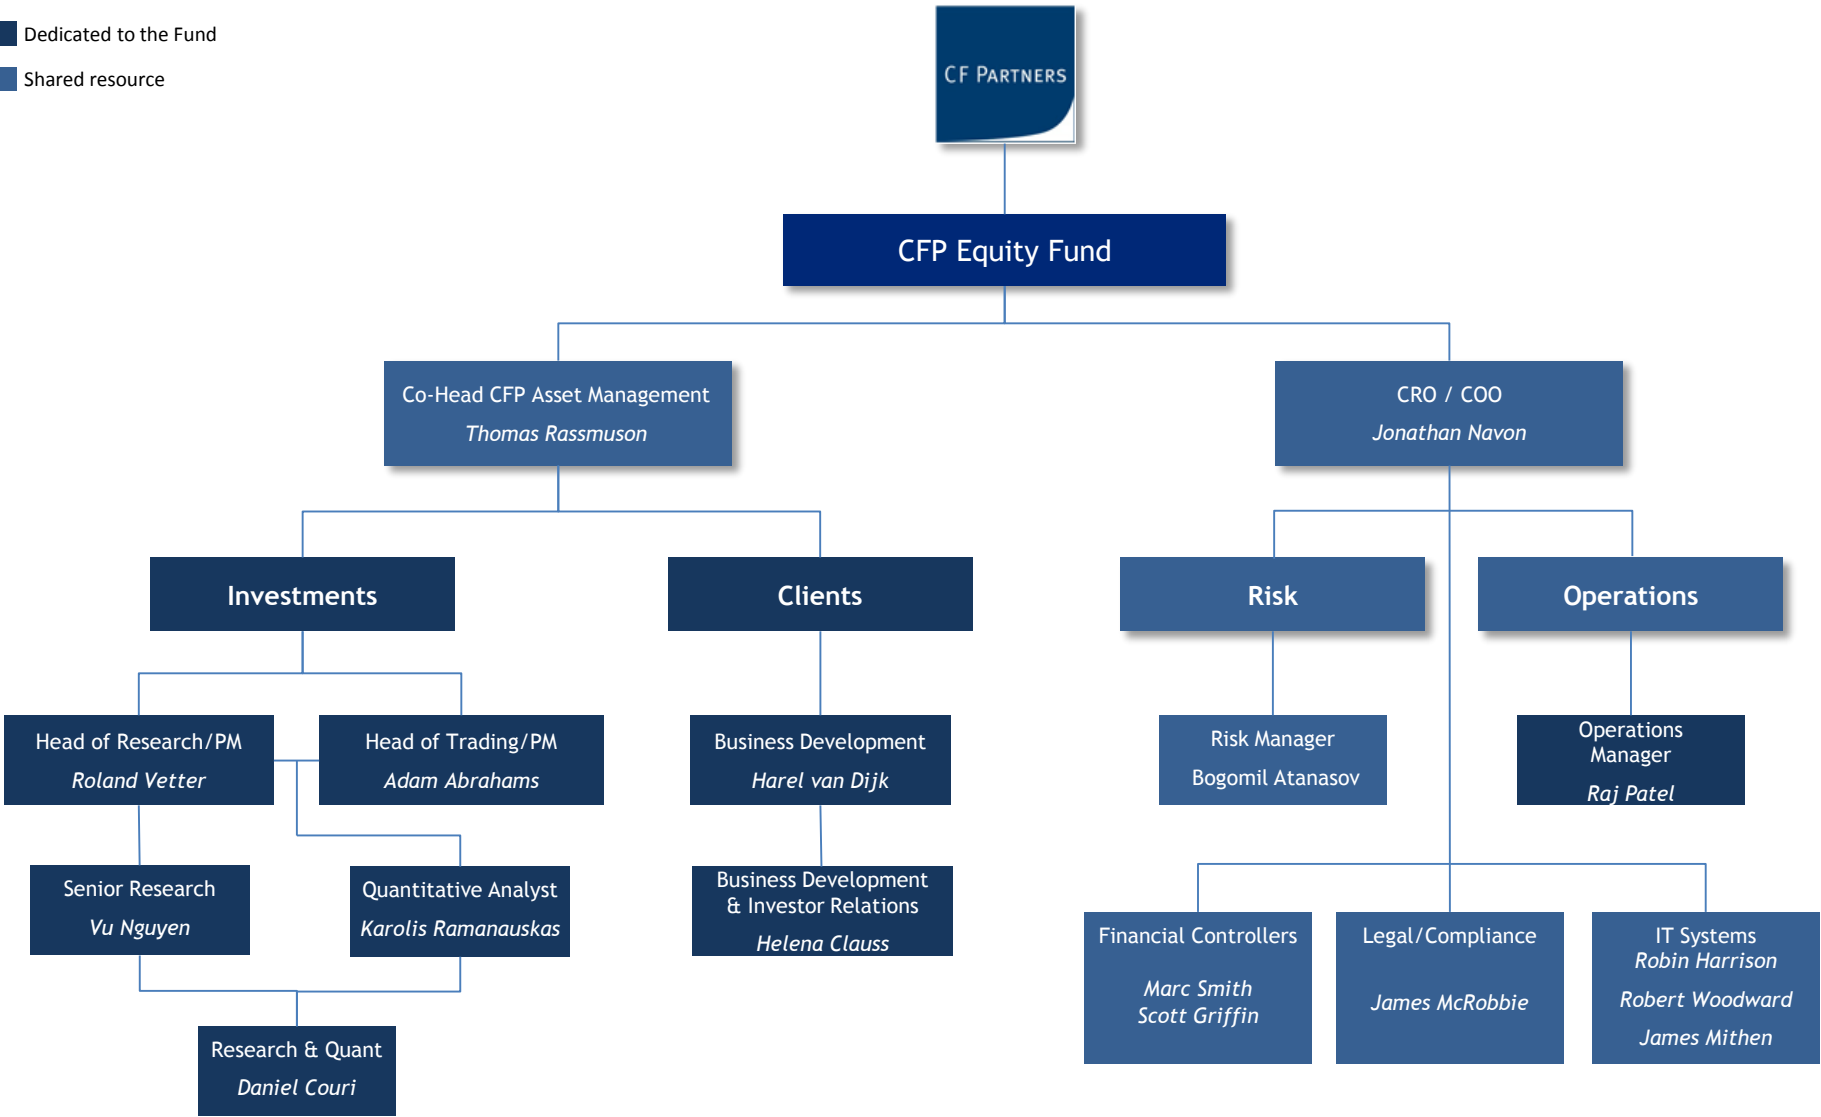 Dedicated to the Fund
Shared resource
CF PARTNERS
CFP Equity Fund
Co-Head CFP Asset Management
Thomas Rassmuson
CRO / COO
Jonathan Navon
Investments
Clients
Risk
Operations
Head of Research/PM
Roland Vetter
Head of Trading/PM
Adam Abrahams
Business Development
Harel van Dijk
Risk Manager
Bogomil Atanasov
Operations
Manager
Raj Patel
Senior Research
Vu Nguyen
Quantitative Analyst
Karolis Ramanauskas
Business Development
& Investor Relations
Helena Clauss
Financial Controllers
Marc Smith
Scott Griffin
Legal/Compliance
James McRobbie
IT Systems
Robin Harrison
Robert Woodward
James Mithen
Research & Quant
Daniel Couri